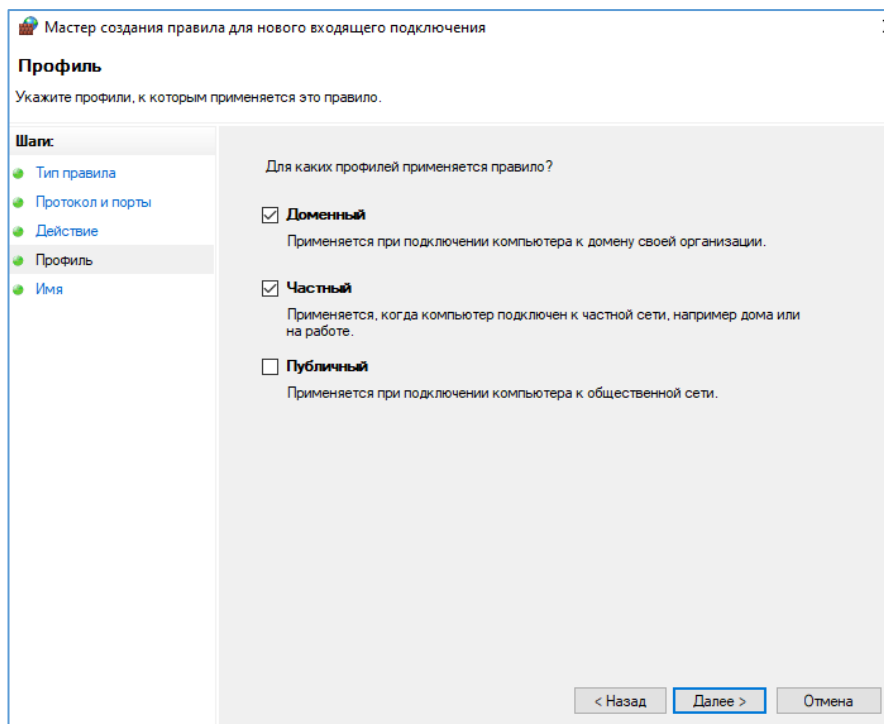 Мастер создания правила для нового входящего подключения
Профиль
Укажите профили, к которым применяется это правило.
Шаги:
Тип правила
Протокол и порты
Действие
Профиль
Имя
Для каких профилей применяется правило?
Доменный
Применяется при подключении компьютера к домену своей организации.
Частный
Применяется, когда компьютер подключен к частной сети, например дома или
на работе.
Публичный
Применяется при подключении компьютера к общественной сети.
< Назад
Далее >
Отмена